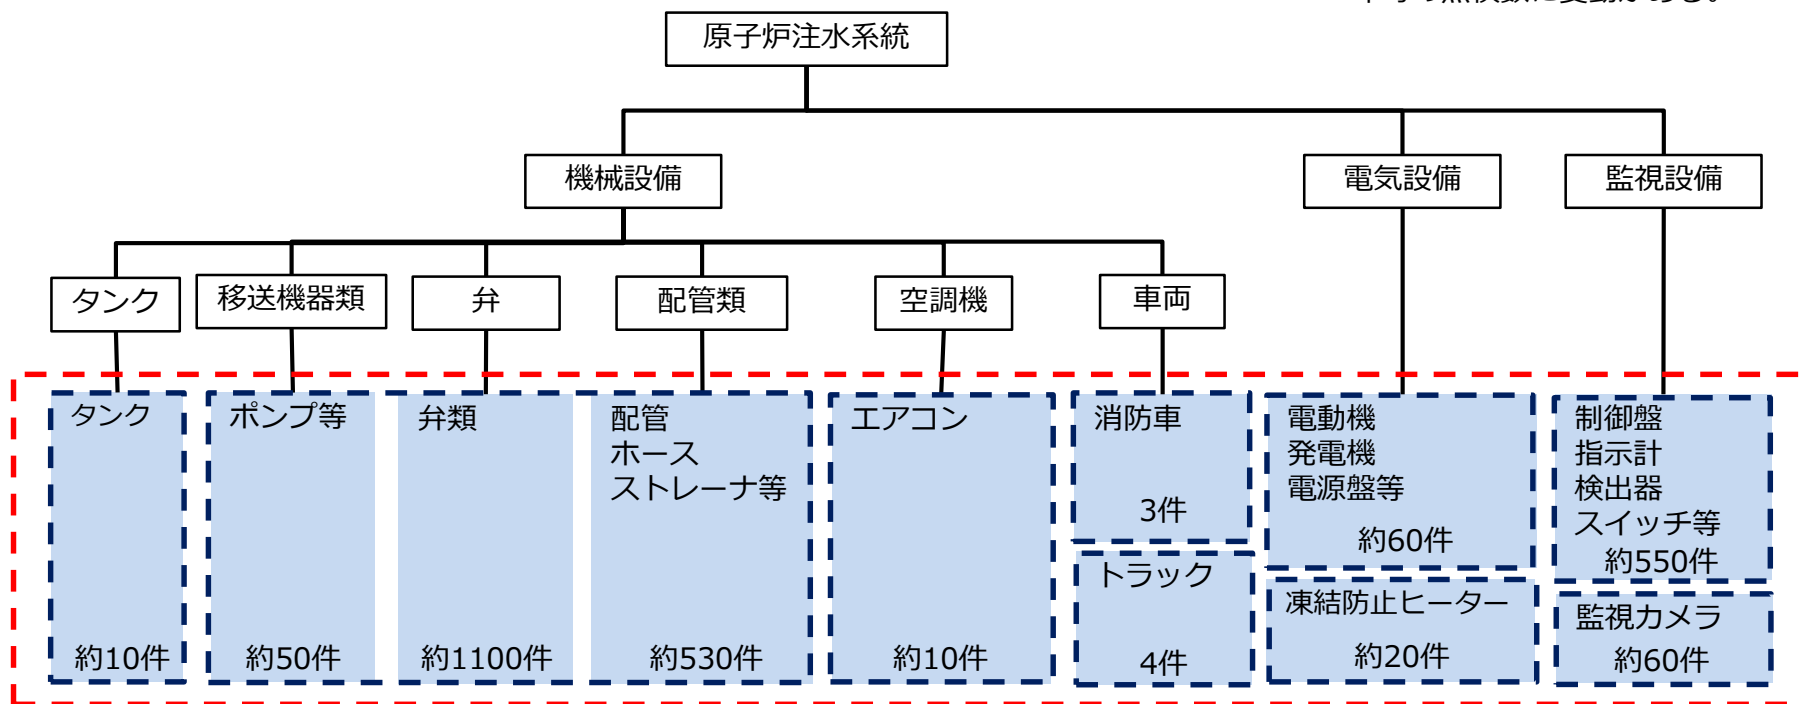 原子炉注水系統
機械設備
電気設備
監視設備
タンク
移送機器類
弁
配管類
空調機
車両
タンク
約10件
ポンプ等
約50件
弁類
約1100件
配管
ホース
ストレーナ等
約530件
エアコン
約10件
消防車
3件
トラック
4件
電動機
発電機
電源盤等
約60件
凍結防止ヒーター
約20件
制御盤
指示計
検出器
スイッチ等
約550件
監視カメラ
約60件